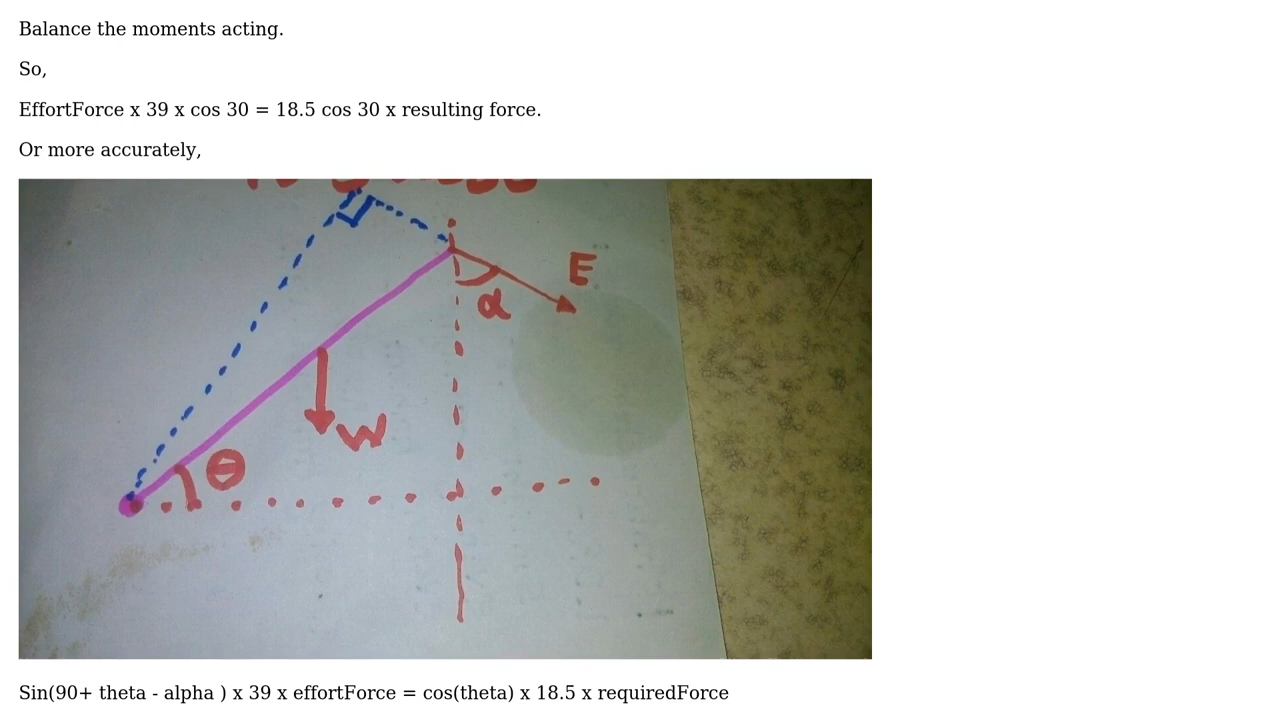 Balance the moments acting.
So,
EffortForce x 39 x cos 30 = 18.5 cos 30 x resulting force.
Or more accurately,
E
α
W
θ
Sin(90+ theta - alpha ) x 39 x effortForce = cos(theta) x 18.5 x requiredForce